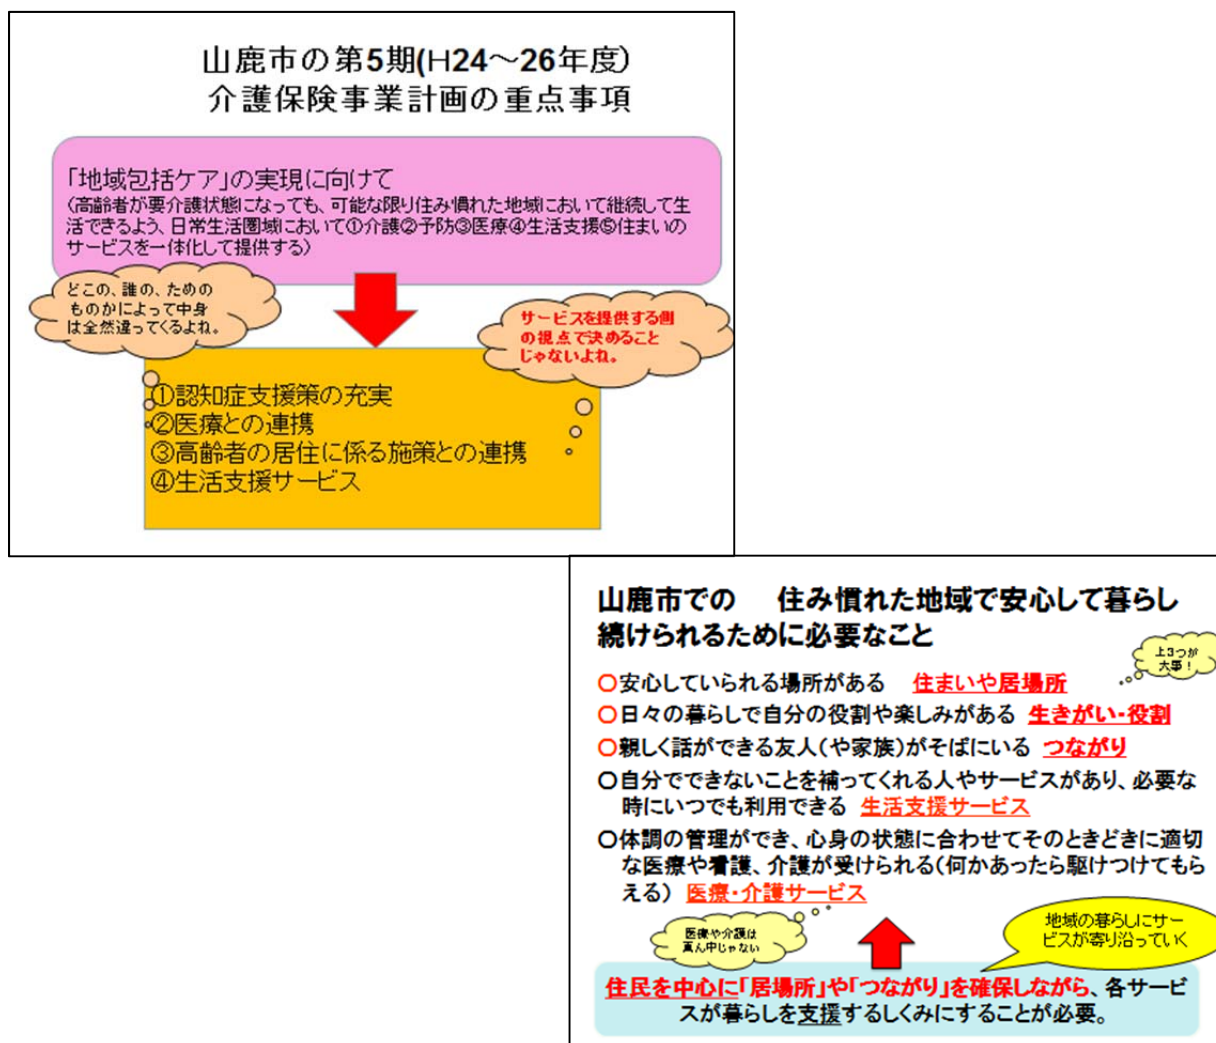 山鹿市の第5期(H24～26年度)
介護保険事業計画の重点事項
「地域包括ケア」の実現に向けて
(高齢者が要介護状態になっても、可能な限り住み慣れた地域において継続して生
活できるよう、日常生活圏域において①介護②予防③医療④生活支援⑤住まいの
サービスを一体化して提供する)
どこの、誰の、ための
ものかによって中身
は全然違ってくるよね。
サービスを提供する側
の視点で決めること
じゃないよね。
①認知症支援策の充実
②医療との連携
③高齢者の居住に係る施策との連携
④生活支援サービス
山鹿市での　住み慣れた地域で安心して暮らし
続けられるために必要なこと
上3つが
大事！
○安心していられる場所がある　住まいや居場所
○日々の暮らしで自分の役割や楽しみがある 生きがい・役割
○親しく話ができる友人(や家族)がそばにいる つながり
○自分でできないことを補ってくれる人やサービスがあり、必要な
時にいつでも利用できる 生活支援サービス
○体調の管理ができ、心身の状態に合わせてそのときどきに適切
な医療や看護、介護が受けられる(何かあったら駆けつけてもら
える) 医療・介護サービス
医療や介護は
真ん中じゃない
地域の暮らしにサー
ビスが寄り沿っていく
住民を中心に「居場所」や「つながり」を確保しながら、各サービ
スが暮らしを支援するしくみにすることが必要。